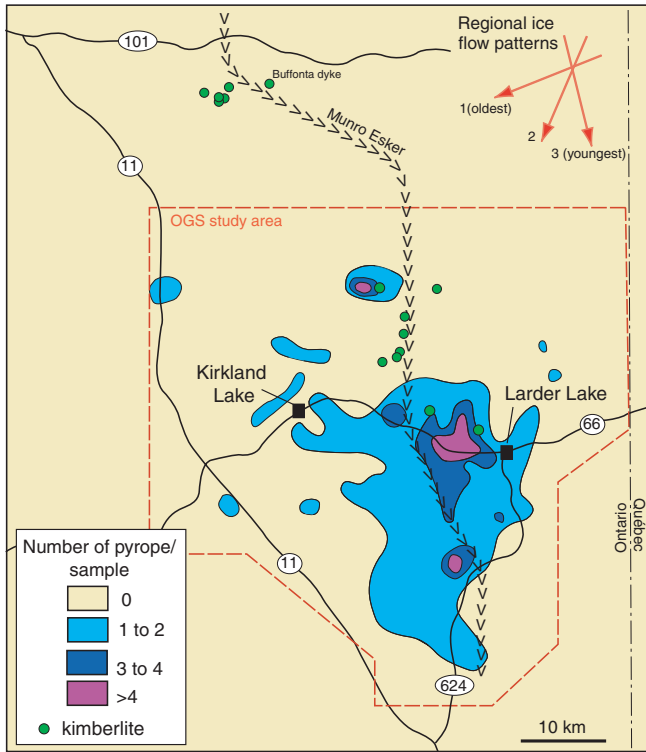 101
Regional ice
flow patterns
Buffonta dyke
1(oldest)
2
3 (youngest)
Munro Esker
11
OGS study area
Kirkland
Lake
Larder Lake
66
Ontario
Québec
Number of pyrope/
sample
0
1 to 2
3 to 4
>4
kimberlite
11
624
10 km